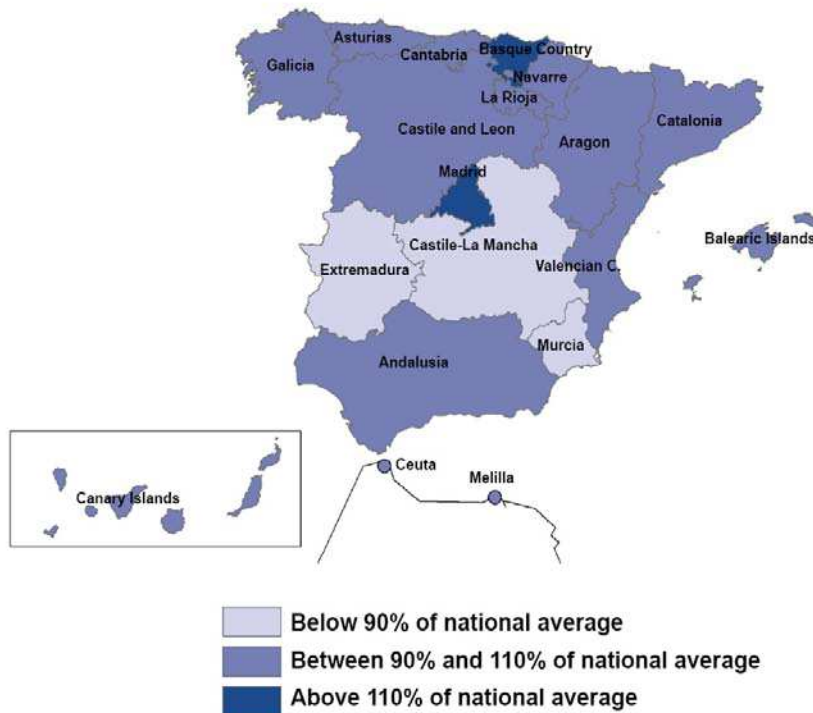 Asturias
Basque Country
Cantabria
Galicia
Navarre
La Rioja
Catalonia
Castile and Leon
Aragon
Madrid
Balearic Islands
Castile-La Mancha
Extremadura
Valencian C.
Murcia
Andalusia
Ceuta
Melilla
Canary Islands
Below 90% of national average
Between 90% and 110% of national average
Above 110% of national average